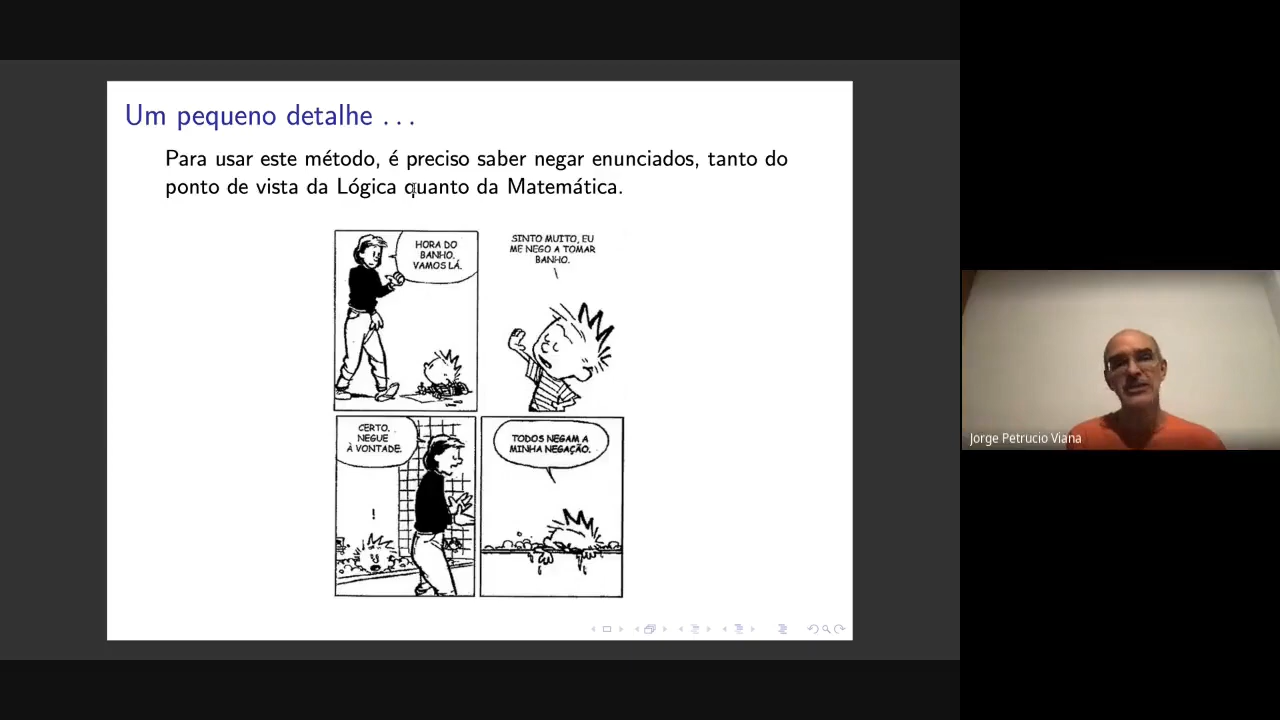 Um pequeno detalhe ...
Para usar este método, é preciso saber negar enunciados, tanto do
ponto de vista da Lógica quanto da Matemática.
HORA DO
BANHO.
VAMOS LÁ.
SINTO MUITO, EU
ME NEGO A TOMAR
BANHO.
CERTO.
NEGUE
À VONTADE.
!
TODOS NEGAM A
MINHA NEGAÇÃO.
Jorge Petrucio Viana